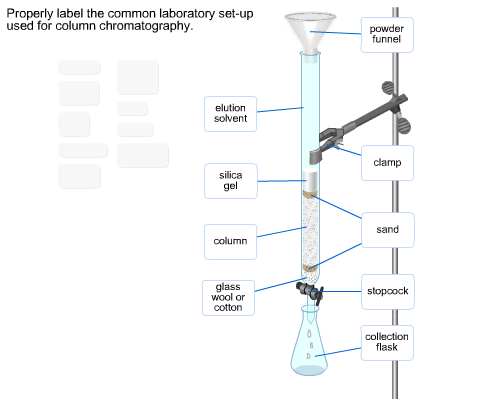 Properly label the common laboratory set-up
used for column chromatography.
powder
funnel
elution
solvent
clamp
silica
gel
sand
column
glass
wool or
cotton
stopcock
collection
flask